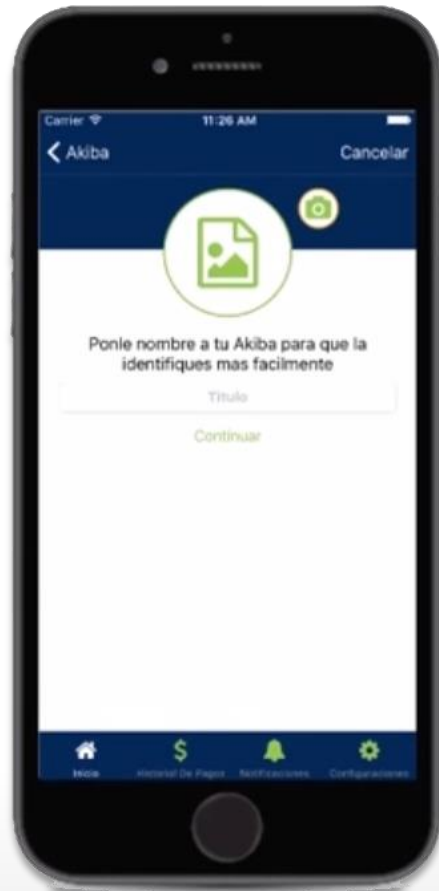 Carrier 11:26 AM
Akiba Cancelar
Ponle nombre a tu Akiba para que la
identifiques mas facilmente
Título
Continuar
Inicio Historial De Pagos Notificaciones Configuraciones